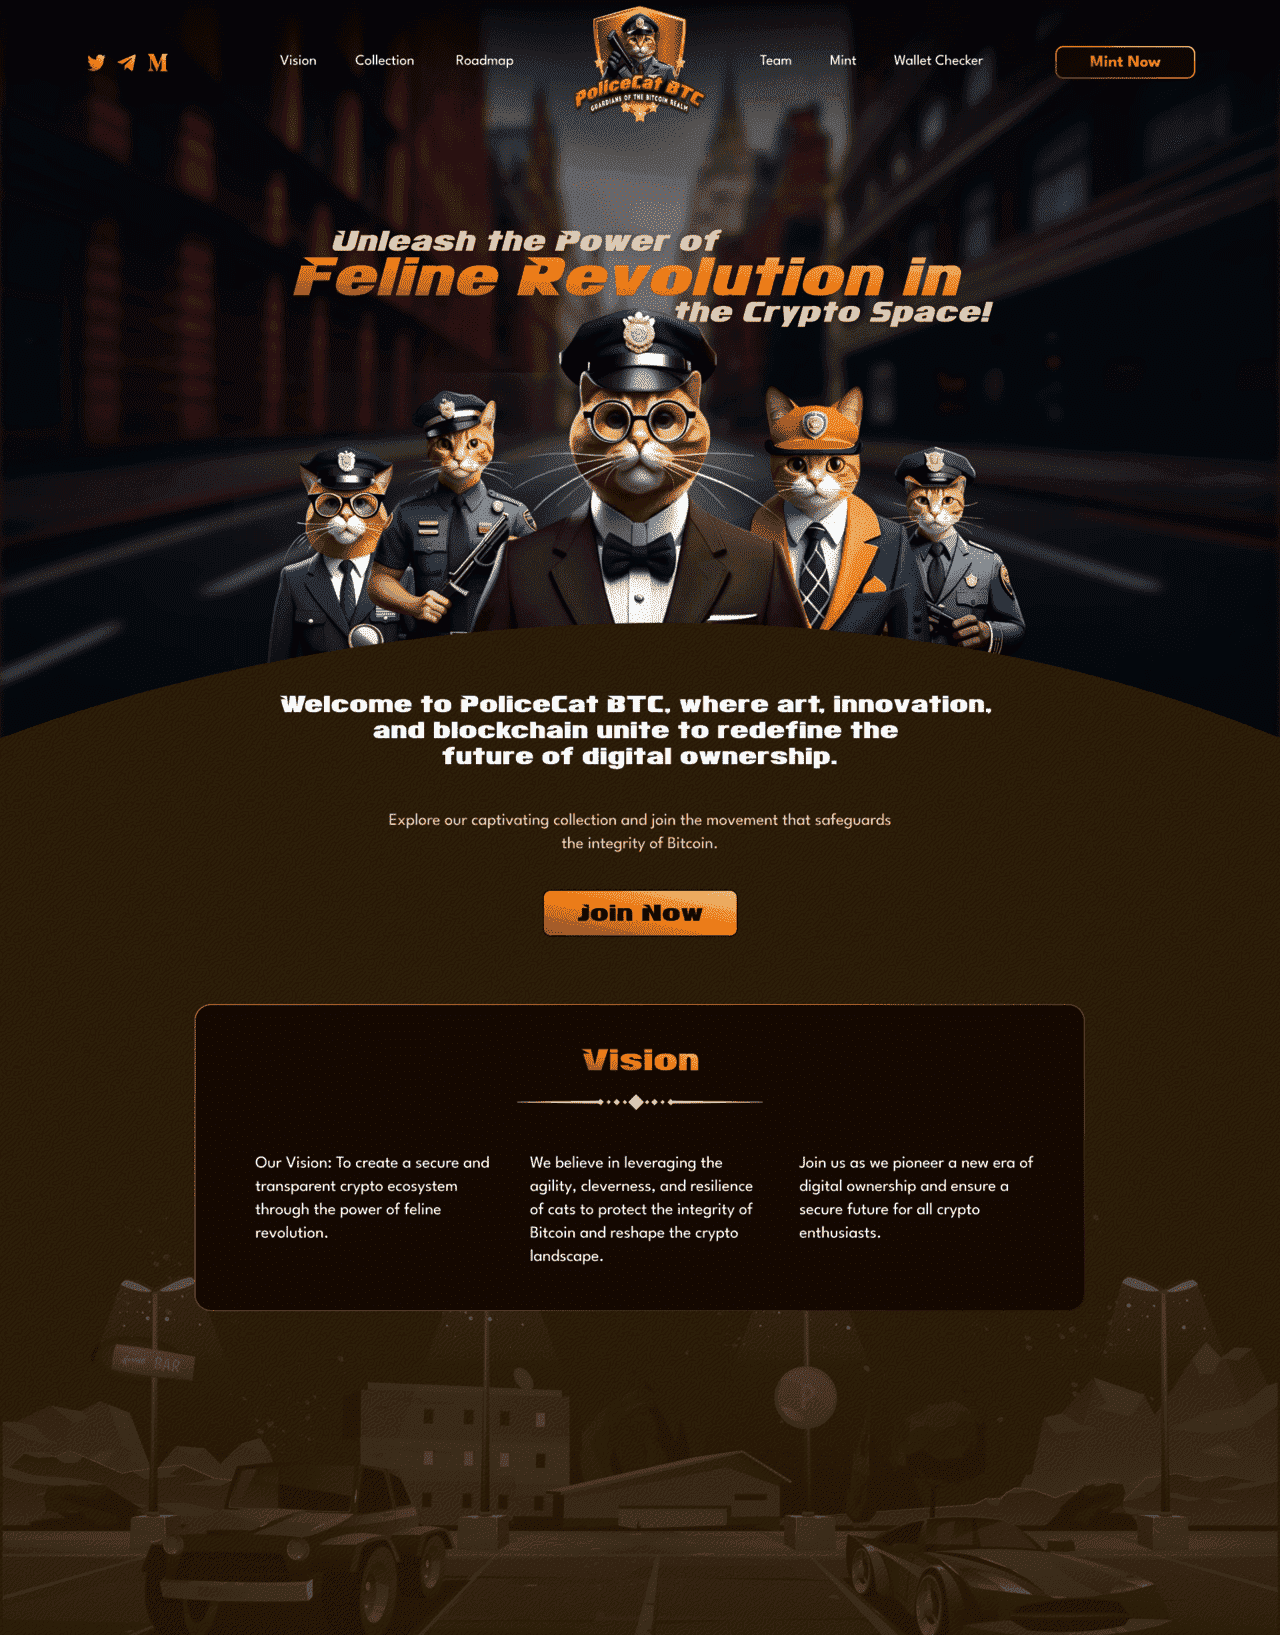 M
Vision
Collection
Roadmap
PoliceCat BTC
GUARDIANS OF THE BITCOIN REALM
Team
Mint
Wallet Checker
Mint Now
Unleash the Power of
Feline Revolution in
the Crypto Space!
Welcome to PoliceCat BTC, where art, innovation,
and blockchain unite to redefine the
future of digital ownership.
Explore our captivating collection and join the movement that safeguards
the integrity of Bitcoin.
Join Now
Vision
Our Vision: To create a secure and
transparent crypto ecosystem
through the power of feline
revolution.
We believe in leveraging the
agility, cleverness, and resilience
of cats to protect the integrity of
Bitcoin and reshape the crypto
landscape.
Join us as we pioneer a new era of
digital ownership and ensure a
secure future for all crypto
enthusiasts.
BAR
P